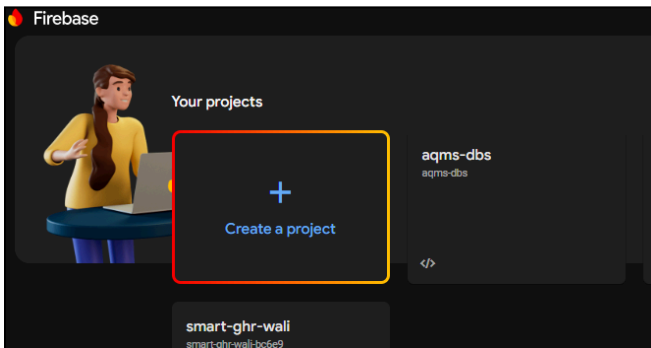 Firebase
Your projects
Create a project
aqms-dbs
aqms-dbs
smart-ghr-wali
smart-ghr-wali-bc6e9